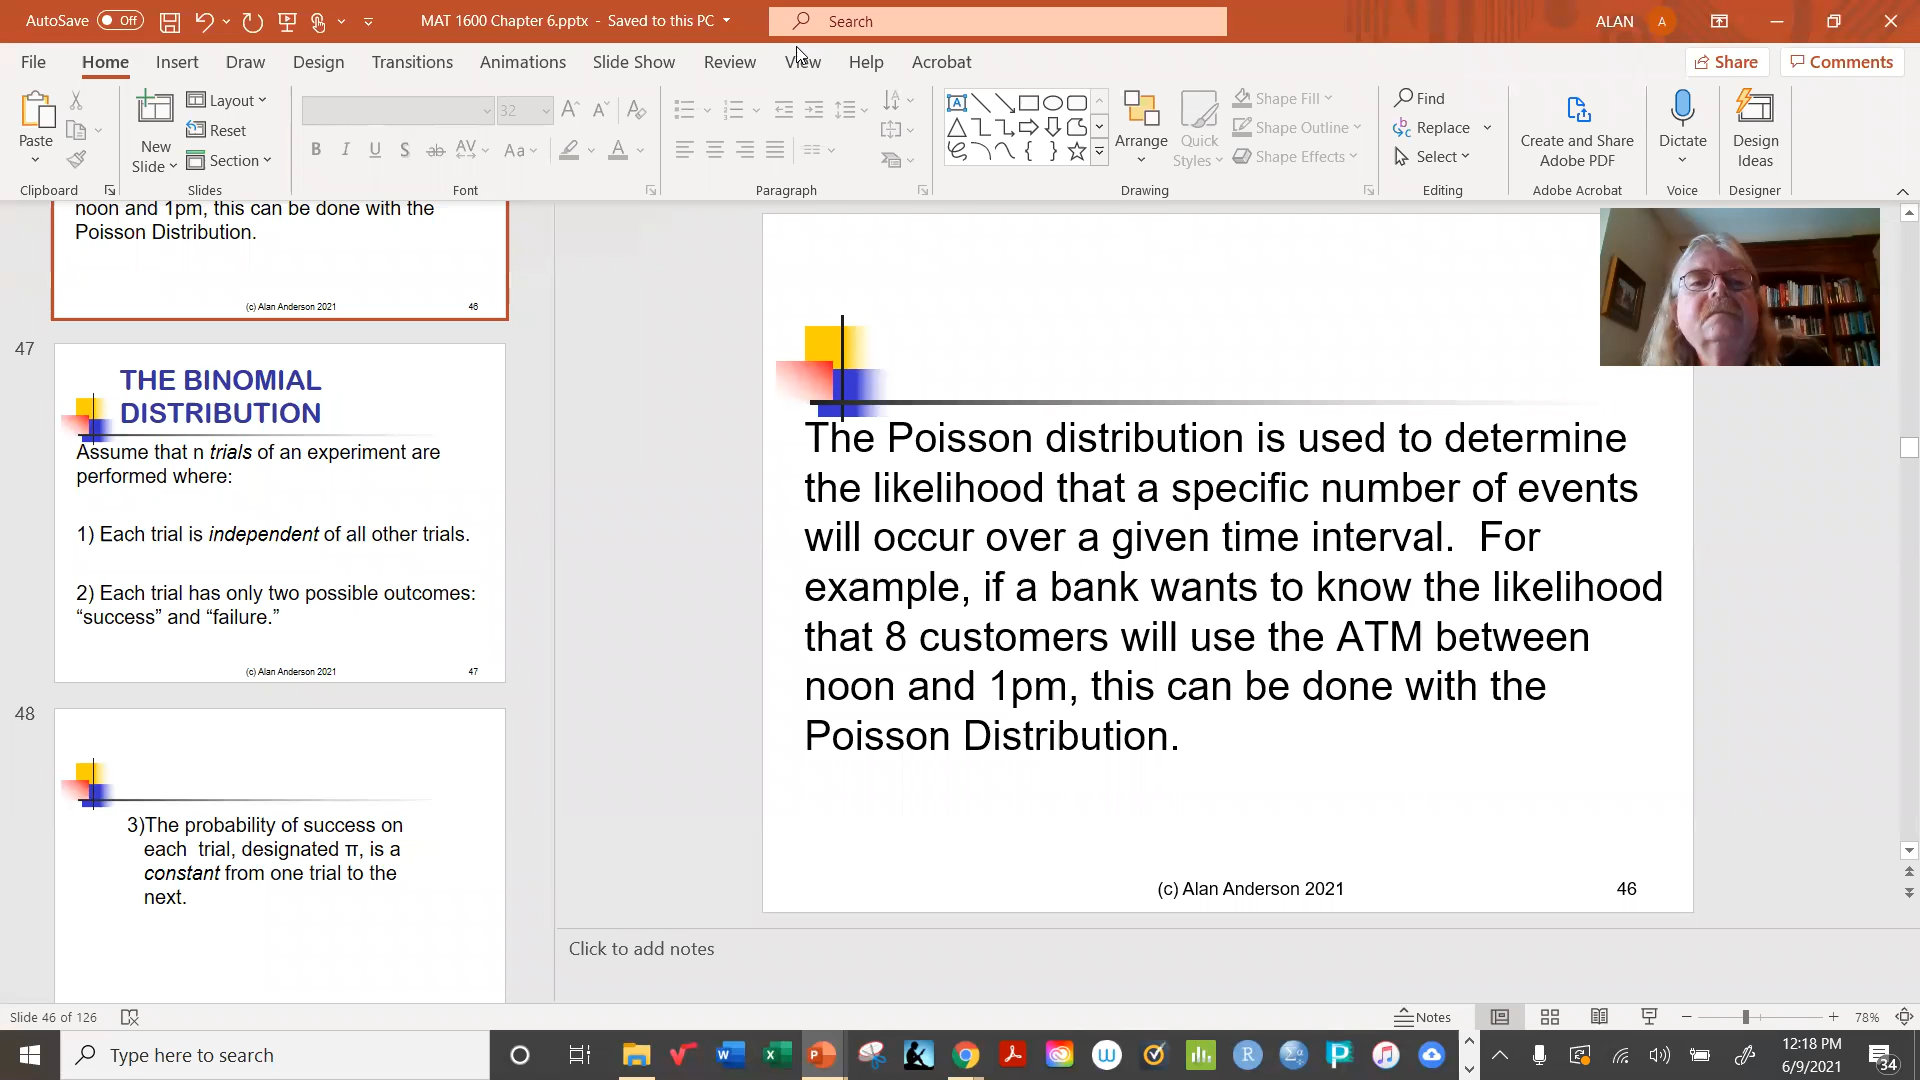 AutoSave Off MAT 1600 Chapter 6.pptx - Saved to this PC Search ALAN A
File Home Insert Draw Design Transitions Animations Slide Show Review View Help Acrobat Share Comments
Paste
New Slide
Layout
Reset
Section
32
B I U S ab AV Aa A
Shape Fill
Shape Outline
Shape Effects
Arrange
Quick Styles
Find
Replace
Select
Create and Share Adobe PDF
Dictate
Design Ideas
Clipboard Slides Font Paragraph Drawing Editing Adobe Acrobat Voice Designer
noon and 1pm, this can be done with the
Poisson Distribution.
(c) Alan Anderson 2021 46
47
THE BINOMIAL
DISTRIBUTION
Assume that n trials of an experiment are
performed where:
1) Each trial is independent of all other trials.
2) Each trial has only two possible outcomes:
“success” and “failure.”
(c) Alan Anderson 2021 47
48
3)The probability of success on
each trial, designated π, is a
constant from one trial to the
next.
The Poisson distribution is used to determine
the likelihood that a specific number of events
will occur over a given time interval. For
example, if a bank wants to know the likelihood
that 8 customers will use the ATM between
noon and 1pm, this can be done with the
Poisson Distribution.
(c) Alan Anderson 2021 46
Click to add notes
Slide 46 of 126 Notes 78%
Type here to search
12:18 PM
6/9/2021
34